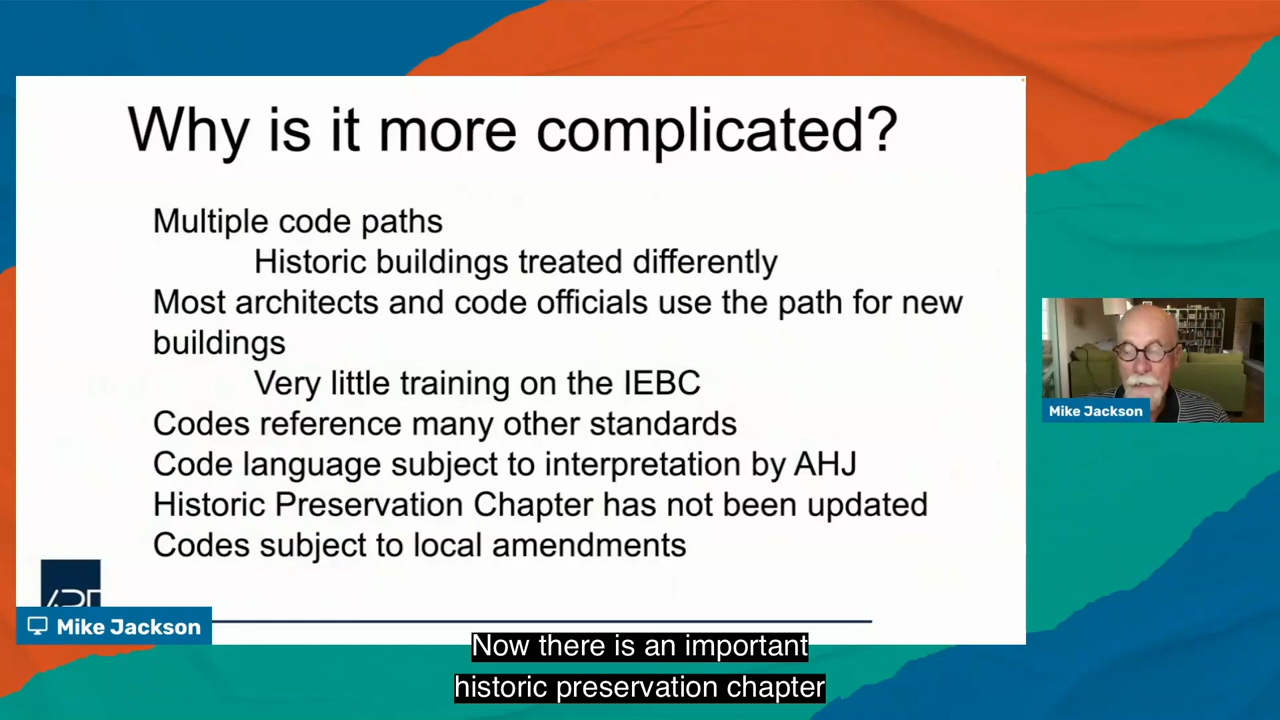 Why is it more complicated?
Multiple code paths
Historic buildings treated differently
Most architects and code officials use the path for new
buildings
Very little training on the IEBC
Codes reference many other standards
Code language subject to interpretation by AHJ
Historic Preservation Chapter has not been updated
Codes subject to local amendments
Mike Jackson
Mike Jackson
Now there is an important
historic preservation chapter